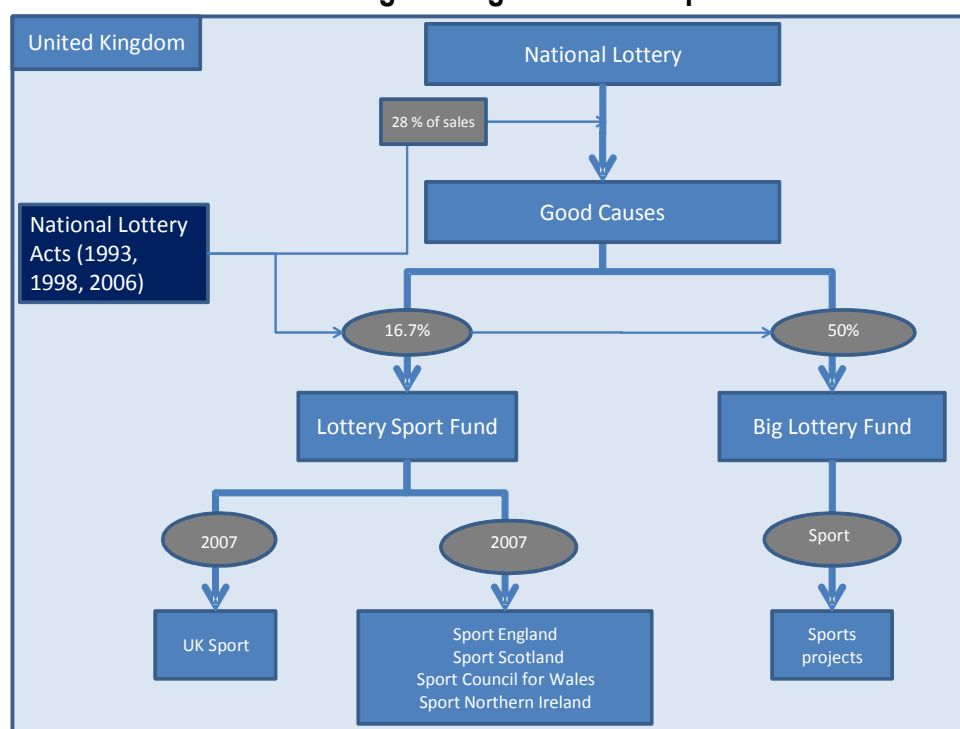 United Kingdom
National Lottery
28 % of sales
Good Causes
National Lottery
Acts (1993,
1998, 2006)
16.7%
50%
Lottery Sport Fund
Big Lottery Fund
2007
2007
Sport
UK Sport
Sport England
Sport Scotland
Sport Council for Wales
Sport Northern Ireland
Sports
projects